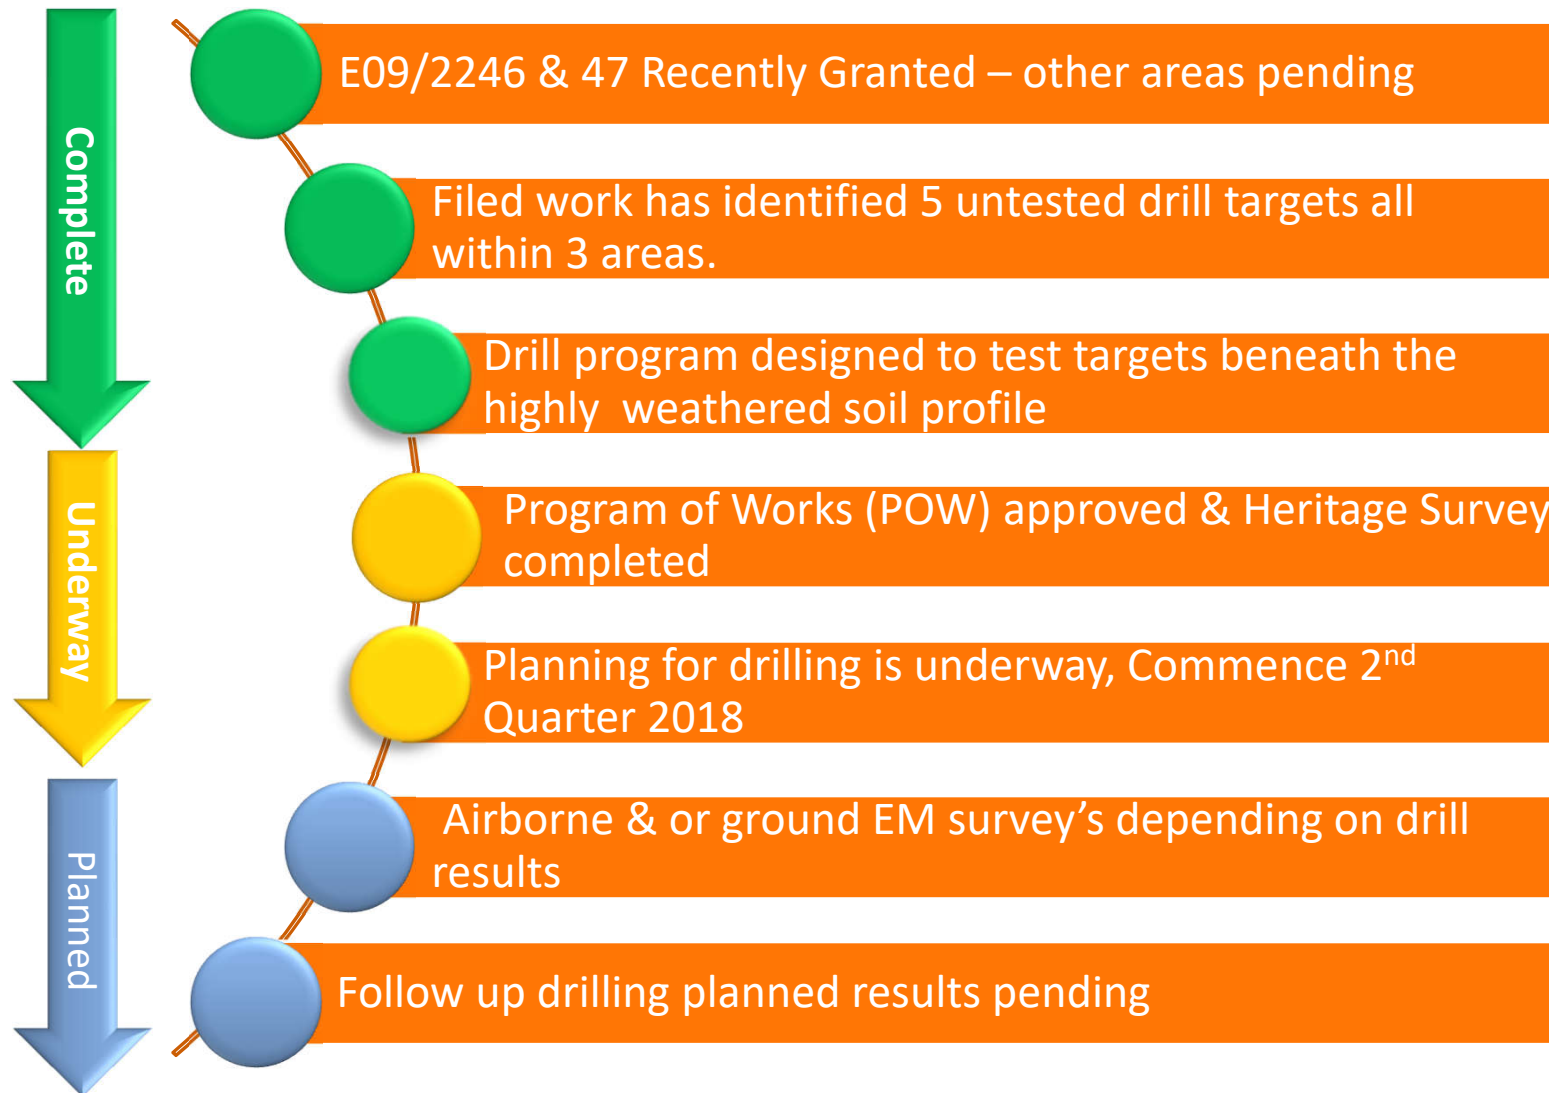 Complete
E09/2246 & 47 Recently Granted – other areas pending
Filed work has identified 5 untested drill targets all
within 3 areas.
Drill program designed to test targets beneath the
highly  weathered soil profile
Underway
Program of Works (POW) approved & Heritage Survey
completed
Planning for drilling is underway, Commence 2nd
Quarter 2018
Planned
Airborne & or ground EM survey’s depending on drill
results
Follow up drilling planned results pending